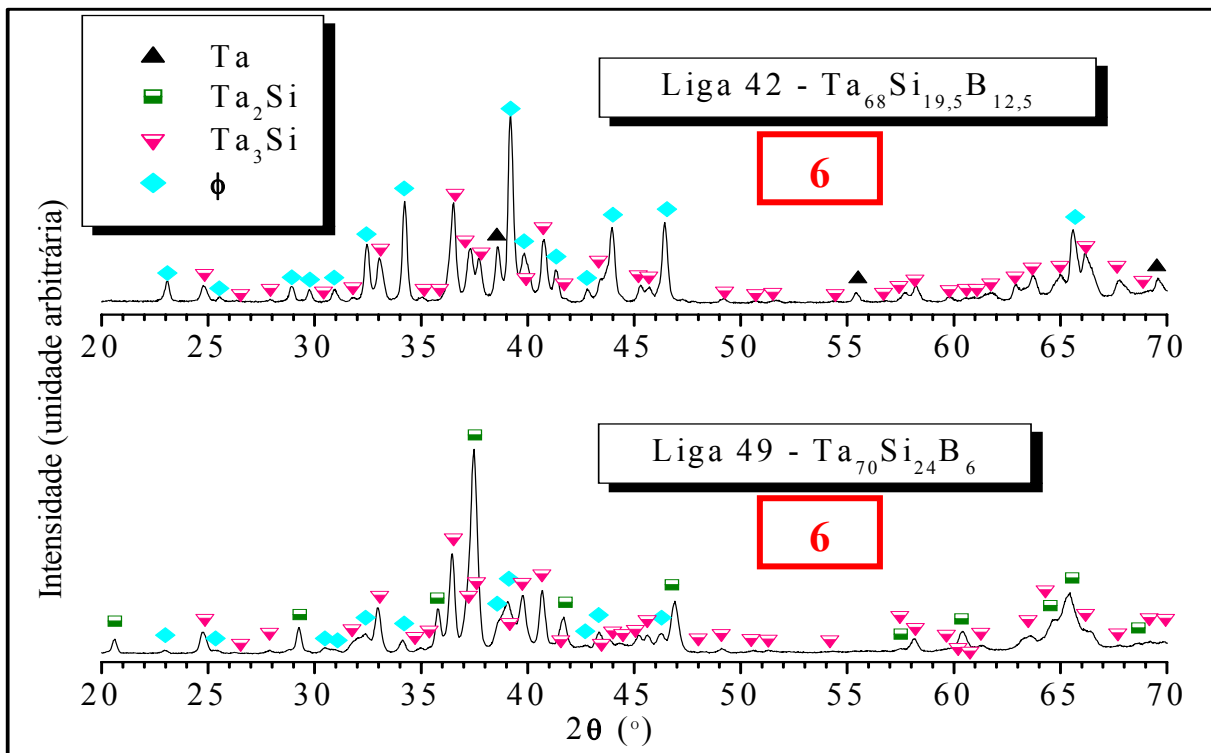 Ta
Ta2Si
Ta3Si
ϕ
Liga 42 - Ta68Si19,5B12,5
6
20 25 30 35 40 45 50 55 60 65 70
Liga 49 - Ta70Si24B6
6
20 25 30 35 40 45 50 55 60 65 70
2θ (°)
Intensidade (unidade arbitrária)